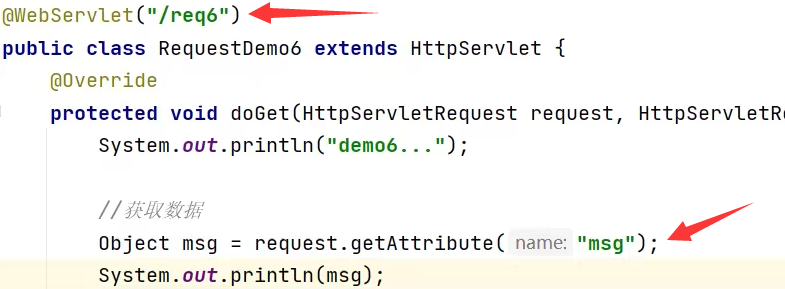 @WebServlet("/req6")
public class RequestDemo6 extends HttpServlet {
@Override
protected void doGet(HttpServletRequest request, HttpServletRe
System.out.println("demo6...");
//获取数据
Object msg = request.getAttribute( name: "msg");
System.out.println(msg);